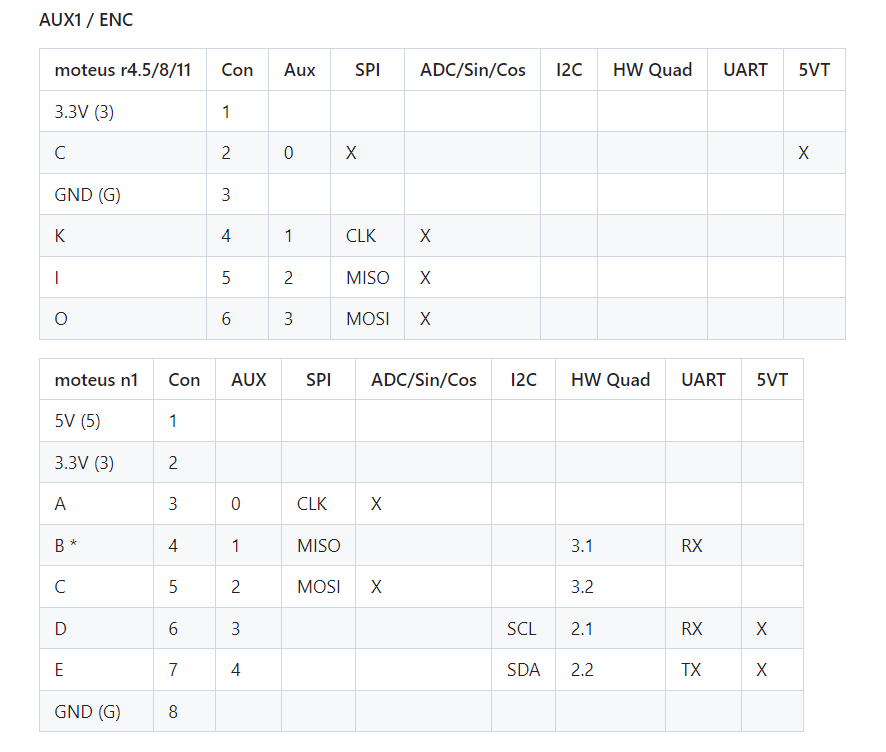 AUX1 / ENC
moteus r4.5/8/11 Con Aux SPI ADC/Sin/Cos I2C HW Quad UART 5VT
3.3V (3) 1
C 2 0 X X
GND (G) 3
K 4 1 CLK X
I 5 2 MISO X
O 6 3 MOSI X
moteus n1 Con AUX SPI ADC/Sin/Cos I2C HW Quad UART 5VT
5V (5) 1
3.3V (3) 2
A 3 0 CLK X
B * 4 1 MISO 3.1 RX
C 5 2 MOSI X 3.2
D 6 3 SCL 2.1 RX X
E 7 4 SDA 2.2 TX X
GND (G) 8